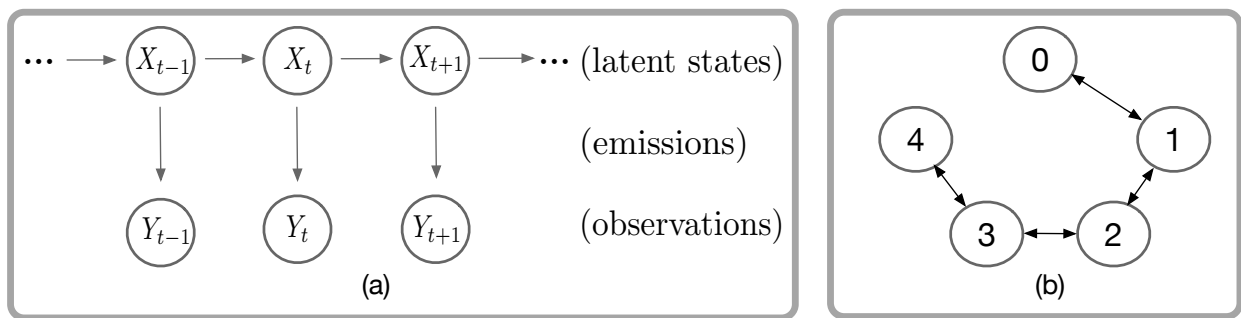 ... X_{t−1} X_t X_{t+1} ... (latent states)
(emissions)
Y_{t−1} Y_t Y_{t+1} (observations)
(a)
0
4 1
3 2
(b)